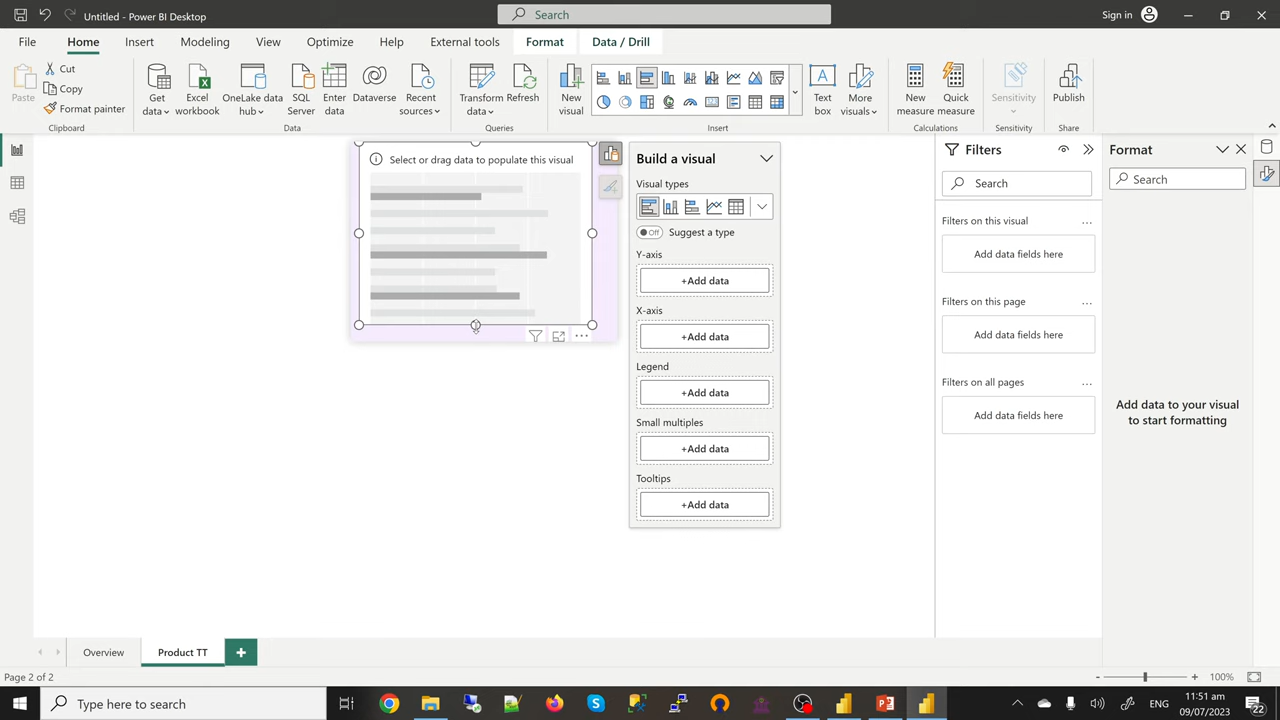 Untitled - Power BI Desktop
Search
Sign in
File
Home
Insert
Modeling
View
Optimize
Help
External tools
Format
Data / Drill
Paste
Cut
Copy
Format painter
Get data
Excel workbook
OneLake data hub
SQL Server
Enter data
Dataverse
Recent sources
Transform data
Refresh
New visual
Text box
More visuals
New measure
Quick measure
Sensitivity
Publish
Clipboard
Data
Queries
Insert
Calculations
Sensitivity
Share
Select or drag data to populate this visual
Build a visual
Visual types
Off
Suggest a type
Y-axis
+Add data
X-axis
+Add data
Legend
+Add data
Small multiples
+Add data
Tooltips
+Add data
Filters
Search
Filters on this visual
Add data fields here
Filters on this page
Add data fields here
Filters on all pages
Add data fields here
Format
Search
Add data to your visual
to start formatting
Overview
Product TT
Page 2 of 2
100%
Type here to search
ENG
11:51 am
09/07/2023
22